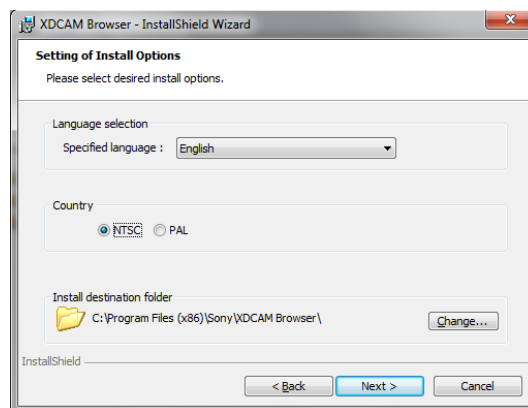 XDCAM Browser - InstallShield Wizard
Setting of Install Options
Please select desired install options.
Language selection
Specified language : English
Country
NTSC PAL
Install destination folder
C:\Program Files (x86)\Sony\XDCAM Browser\ Change...
InstallShield
< Back Next > Cancel